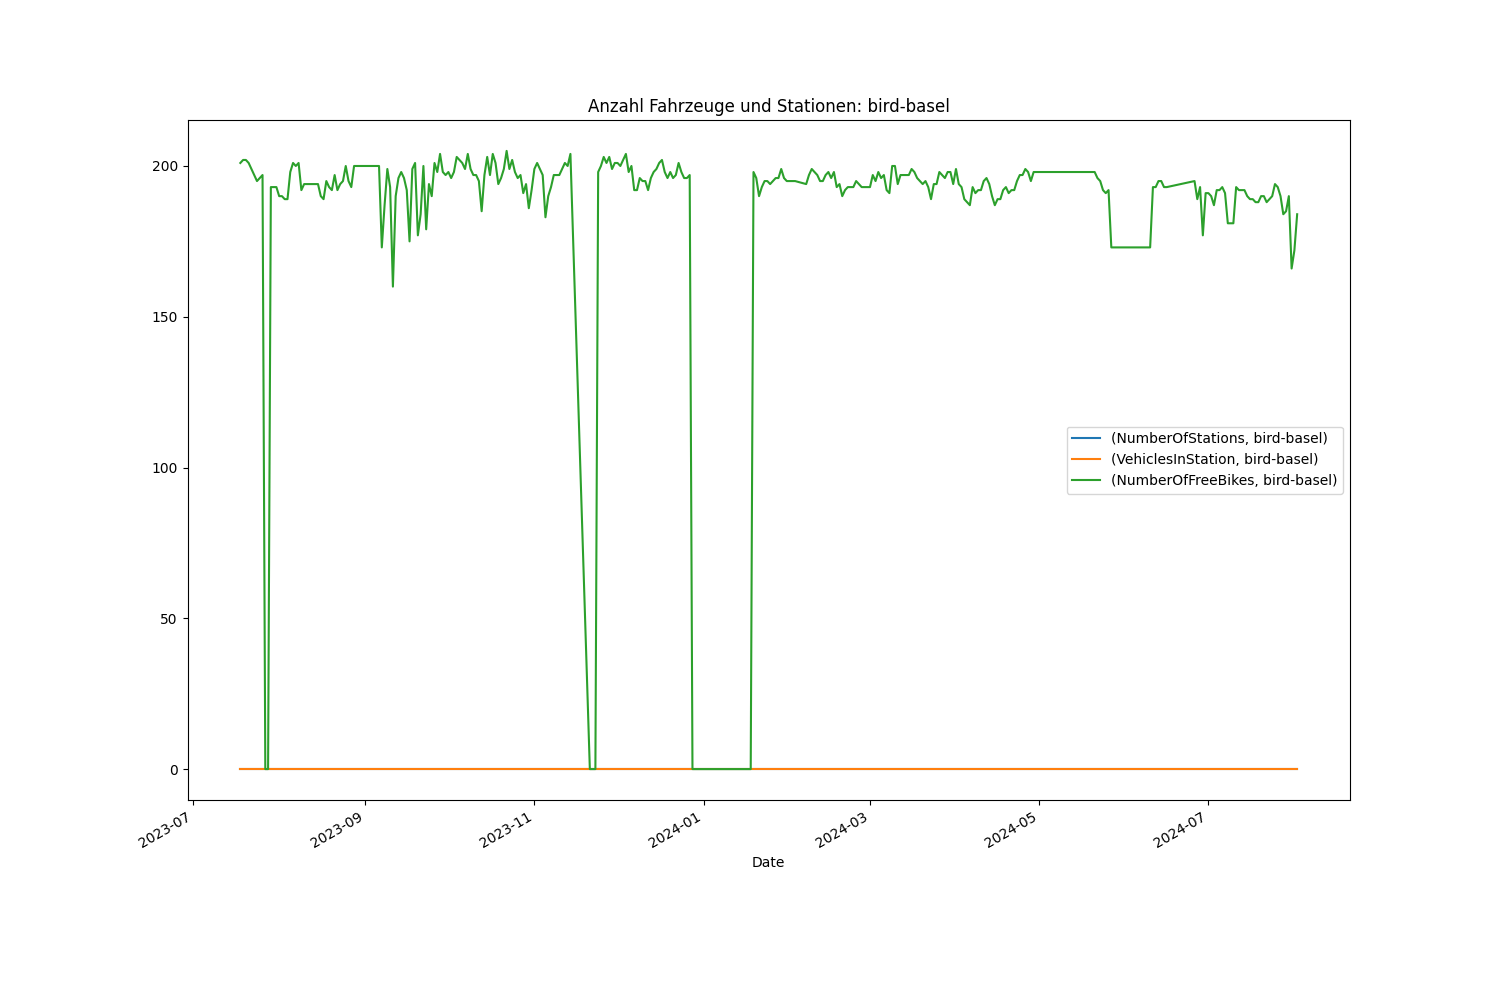 Anzahl Fahrzeuge und Stationen: bird-basel
200
150
100
50
0
(NumberOfStations, bird-basel)
(VehiclesInStation, bird-basel)
(NumberOfFreeBikes, bird-basel)
2023-07
2023-09
2023-11
2024-01
2024-03
2024-05
2024-07
Date